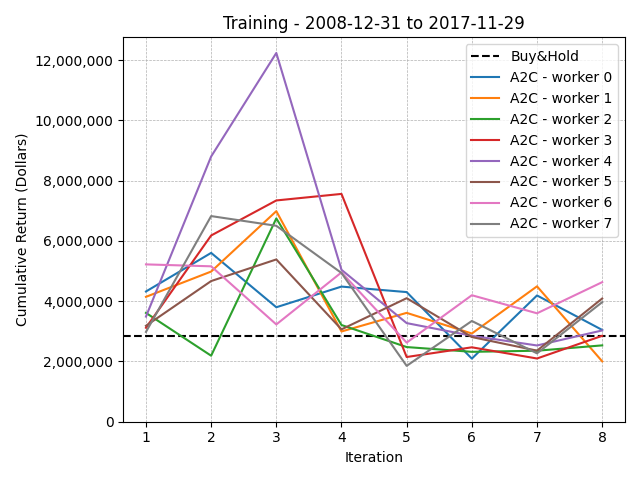 Training - 2008-12-31 to 2017-11-29
Cumulative Return (Dollars)
12,000,000
10,000,000
8,000,000
6,000,000
4,000,000
2,000,000
0
Buy&Hold
A2C - worker 0
A2C - worker 1
A2C - worker 2
A2C - worker 3
A2C - worker 4
A2C - worker 5
A2C - worker 6
A2C - worker 7
1 2 3 4 5 6 7 8
Iteration